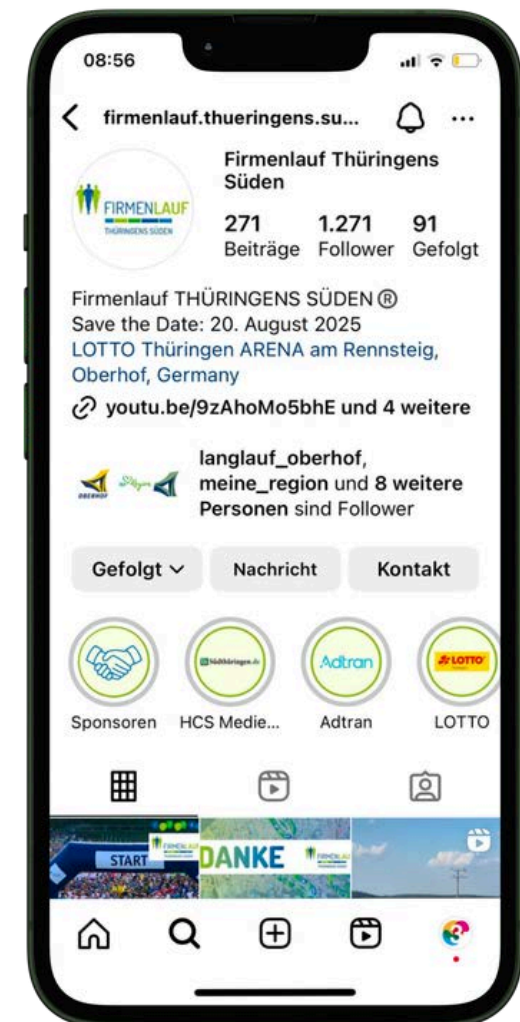 08:56
firmenlauf.thueringens.su...
FIRMENLAUF
THÜRINGENS SÜDEN
Firmenlauf Thüringens
Süden
271 1.271 91
Beiträge Follower Gefolgt
Firmenlauf THÜRINGENS SÜDEN ®
Save the Date: 20. August 2025
LOTTO Thüringen ARENA am Rennsteig,
Oberhof, Germany
youtu.be/9zAhoMo5bhE und 4 weitere
OBERHOF
langlauf_oberhof,
meine_region und 8 weitere
Personen sind Follower
Gefolgt Nachricht Kontakt
Südthüringen.de Adtran LOTTO
Sponsoren HCS Medie... Adtran LOTTO
START
DANKE
3